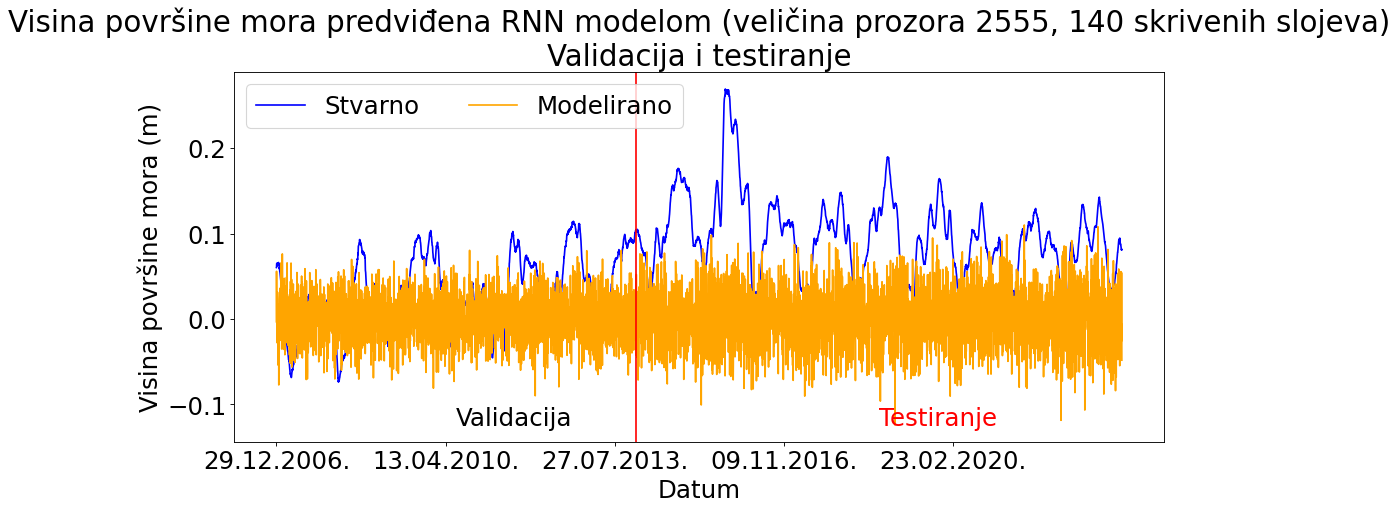 Visina površine mora predviđena RNN modelom (veličina prozora 2555, 140 skrivenih slojeva)
Validacija i testiranje
Stvarno
Modelirano
Visina površine mora (m)
0.2
0.1
0.0
−0.1
Validacija
Testiranje
29.12.2006.
13.04.2010.
27.07.2013.
09.11.2016.
23.02.2020.
Datum